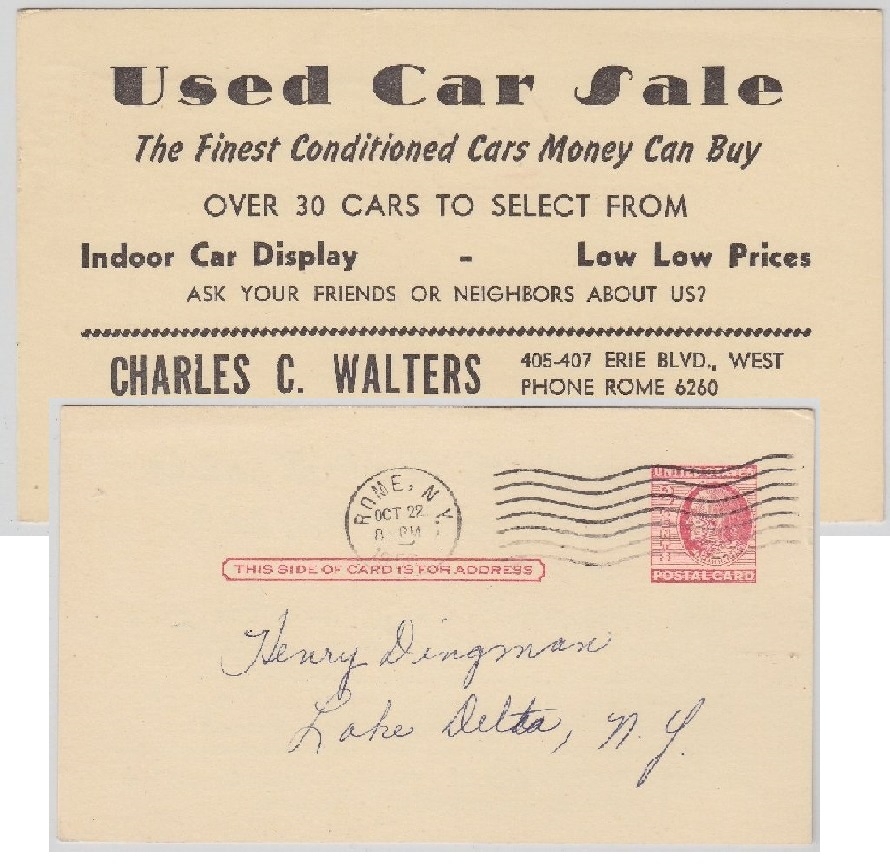 Used Car Sale
The Finest Conditioned Cars Money Can Buy
OVER 30 CARS TO SELECT FROM
Indoor Car Display - Low Low Prices
ASK YOUR FRIENDS OR NEIGHBORS ABOUT US?
CHARLES C. WALTERS
405-407 ERIE BLVD., WEST
PHONE ROME 6260
ROME, N.Y.
OCT 22
8 PM
THIS SIDE OF CARD IS FOR ADDRESS
POSTAL CARD
Henry Dingman
Lake Delta, N.Y.